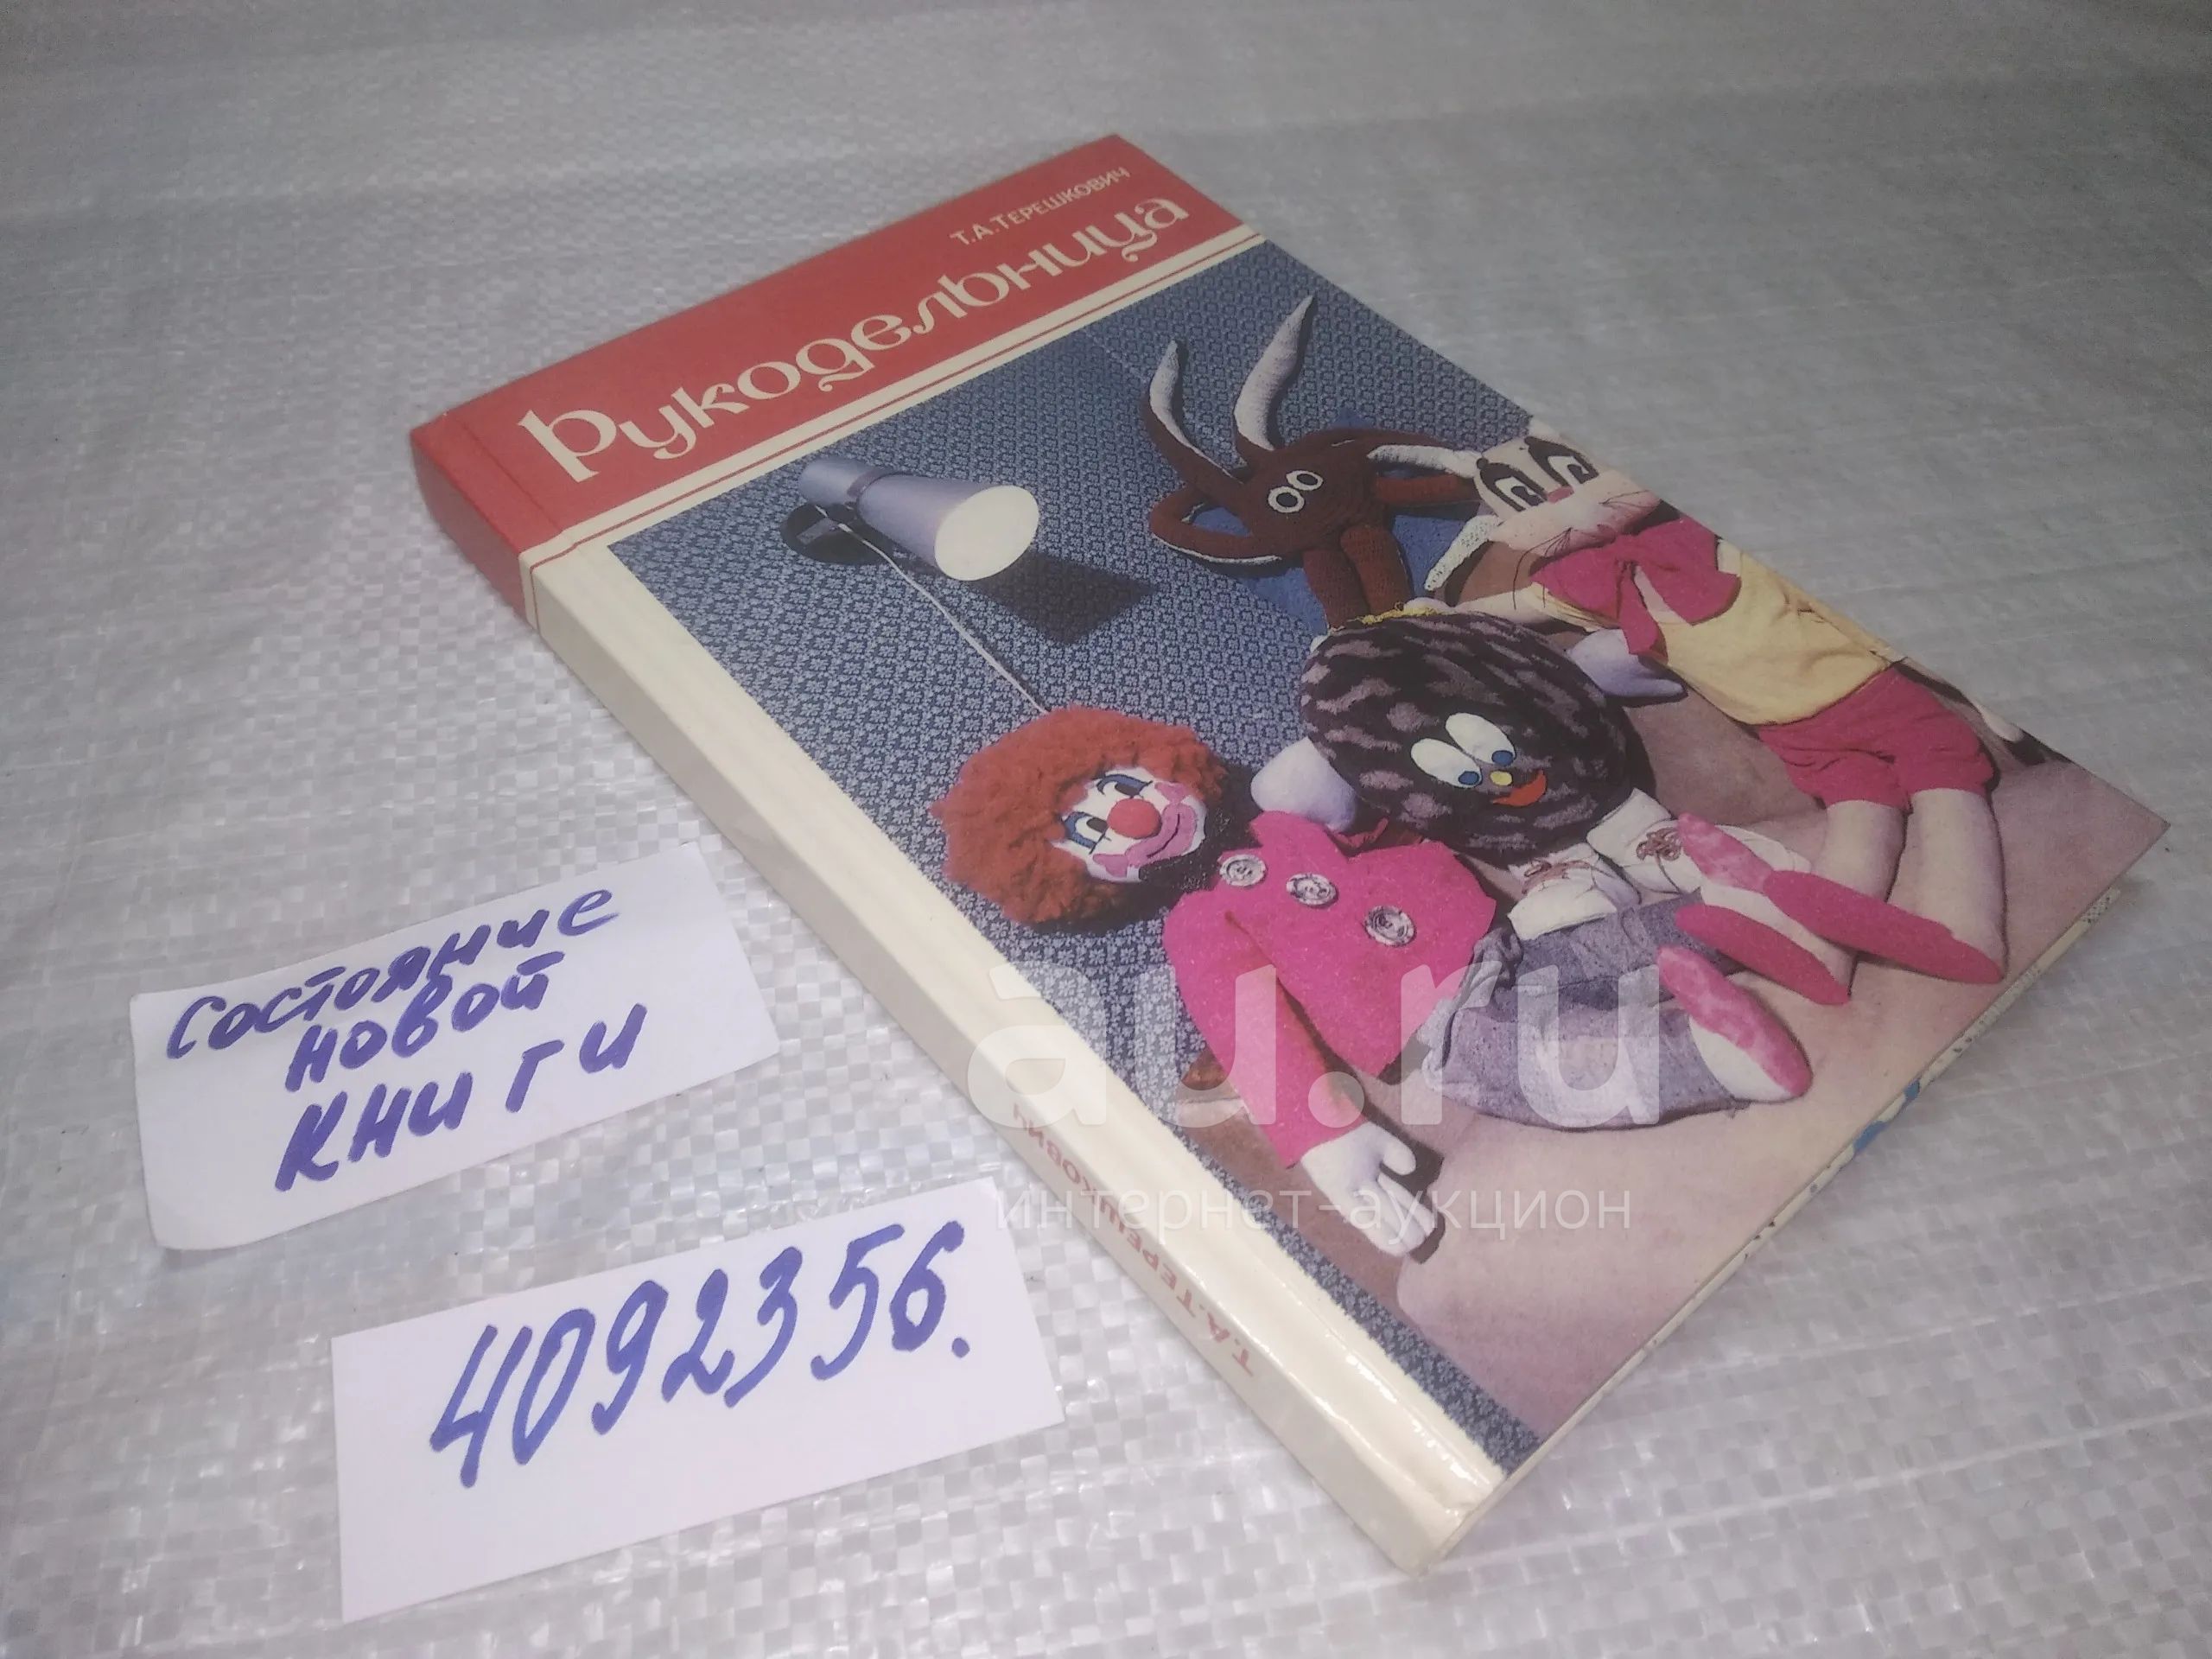 Т.А.ТЕРЕШКОВИЧ
Рукодельница
Т.А.ТЕРЕШКОВИЧ
состояние
новой
книги
4092356.
au.ru
интернет-аукцион